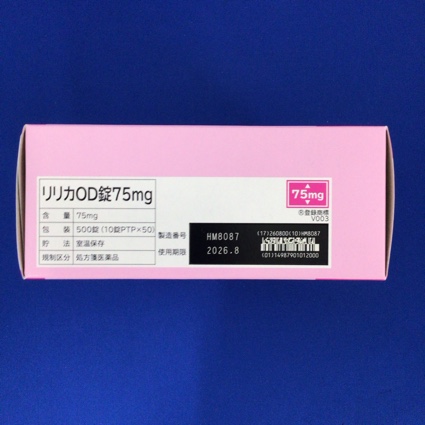 リリカOD錠75mg
含　量 75mg
包　装 500錠(10錠PTP×50)
貯　法 室温保存
規制区分 処方箋医薬品
製造番号 HM8087
使用期限 2026.8
75mg
®登録商標
V003
(17)260800(10)HM8087
(01)14987901012000